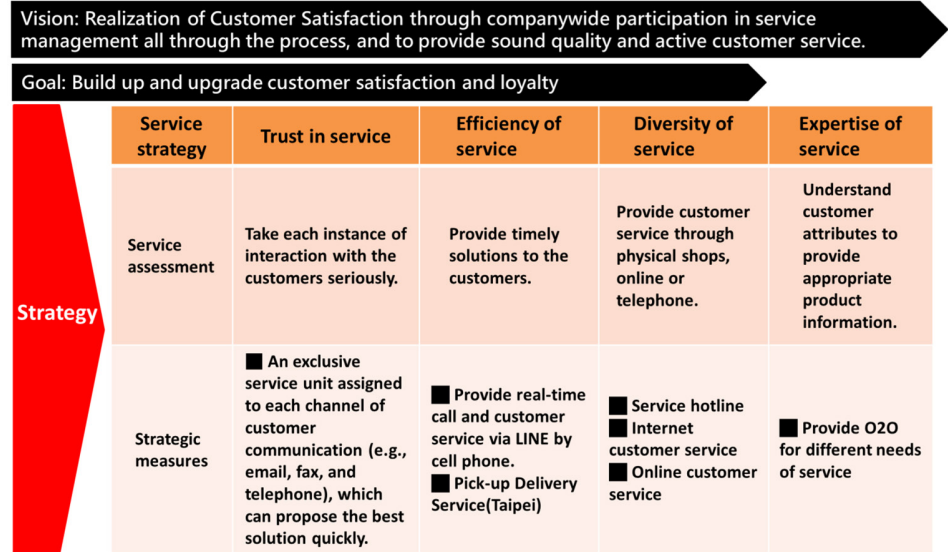 Vision: Realization of Customer Satisfaction through companywide participation in service
management all through the process, and to provide sound quality and active customer service.
Goal: Build up and upgrade customer satisfaction and loyalty
Strategy
Service
strategy
Trust in service
Efficiency of
service
Diversity of
service
Expertise of
service
Service
assessment
Take each instance of
interaction with the
customers seriously.
Provide timely
solutions to the
customers.
Provide customer
service through
physical shops,
online or
telephone.
Understand
customer
attributes to
provide
appropriate
product
information.
Strategic
measures
■ An exclusive
service unit assigned
to each channel of
customer
communication (e.g.,
email, fax, and
telephone), which
can propose the best
solution quickly.
■ Provide real-time
call and customer
service via LINE by
cell phone.
■ Pick-up Delivery
Service(Taipei)
■ Service hotline
■ Internet
customer service
■ Online customer
service
■ Provide O2O
for different needs
of service